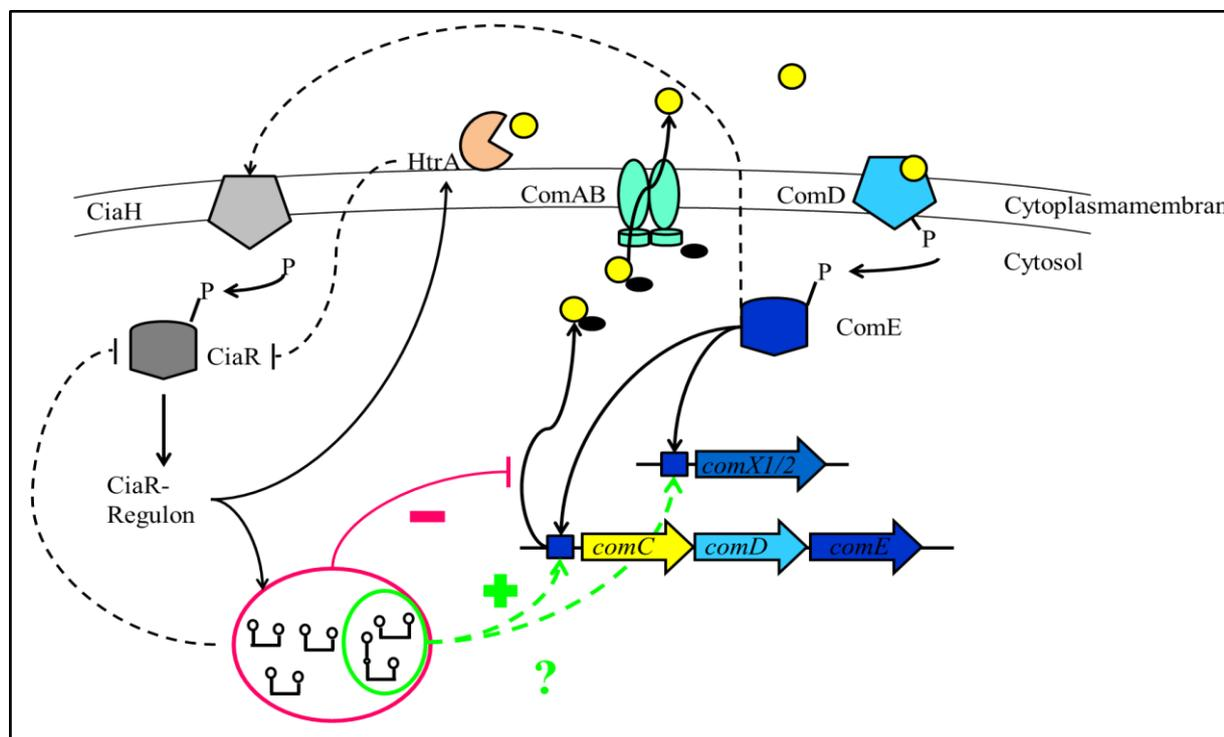 HtrA
CiaH
ComAB
ComD
Cytoplasmamembran
P
P
Cytosol
P
P
CiaR
ComE
CiaR-
Regulon
comX1/2
comC comD comE
?